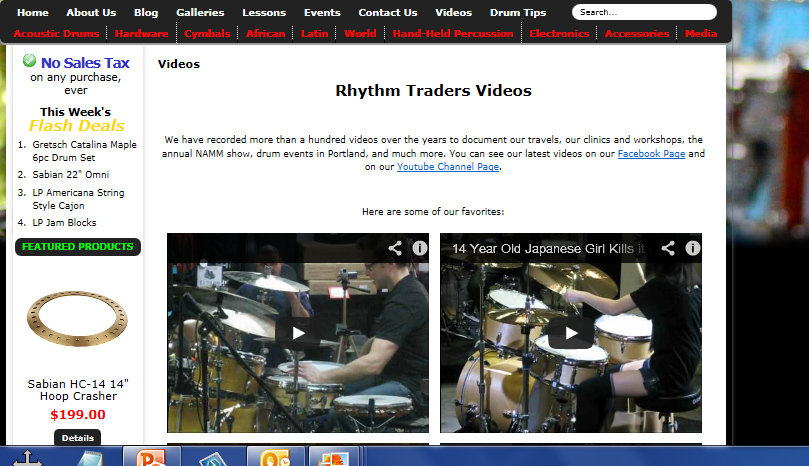 Home About Us Blog Galleries Lessons Events Contact Us Videos Drum Tips Search...
Acoustic Drums Hardware Cymbals African Latin World Hand-Held Percussion Electronics Accessories Media
No Sales Tax
on any purchase,
ever
This Week's
Flash Deals
1. Gretsch Catalina Maple
6pc Drum Set
2. Sabian 22" Omni
3. LP Americana String
Style Cajon
4. LP Jam Blocks
FEATURED PRODUCTS
Sabian HC-14 14"
Hoop Crasher
$199.00
Details
Videos
Rhythm Traders Videos
We have recorded more than a hundred videos over the years to document our travels, our clinics and workshops, the
annual NAMM show, drum events in Portland, and much more. You can see our latest videos on our Facebook Page and
on our Youtube Channel Page.
Here are some of our favorites:
14 Year Old Japanese Girl Kills it